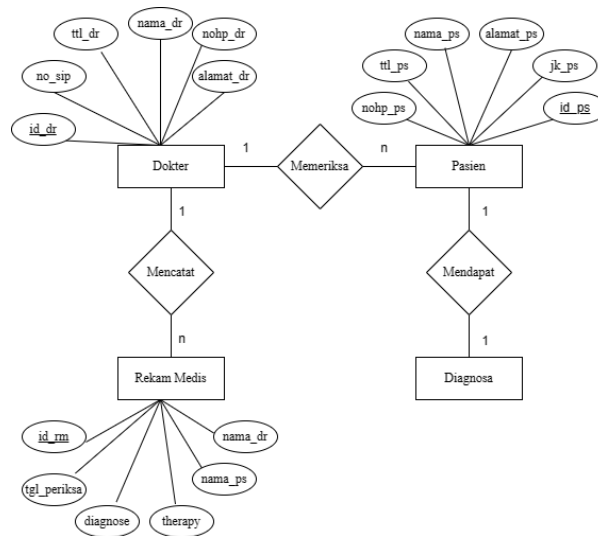 nama_dr
ttl_dr
nohp_dr
no_sip
alamat_dr
id_dr
nama_ps
alamat_ps
ttl_ps
jk_ps
nohp_ps
id_ps
Dokter
1
Memeriksa
n
Pasien
1
1
Mencatat
Mendapat
n
1
Rekam Medis
Diagnosa
id_rm
nama_dr
tgl_periksa
nama_ps
diagnose
therapy